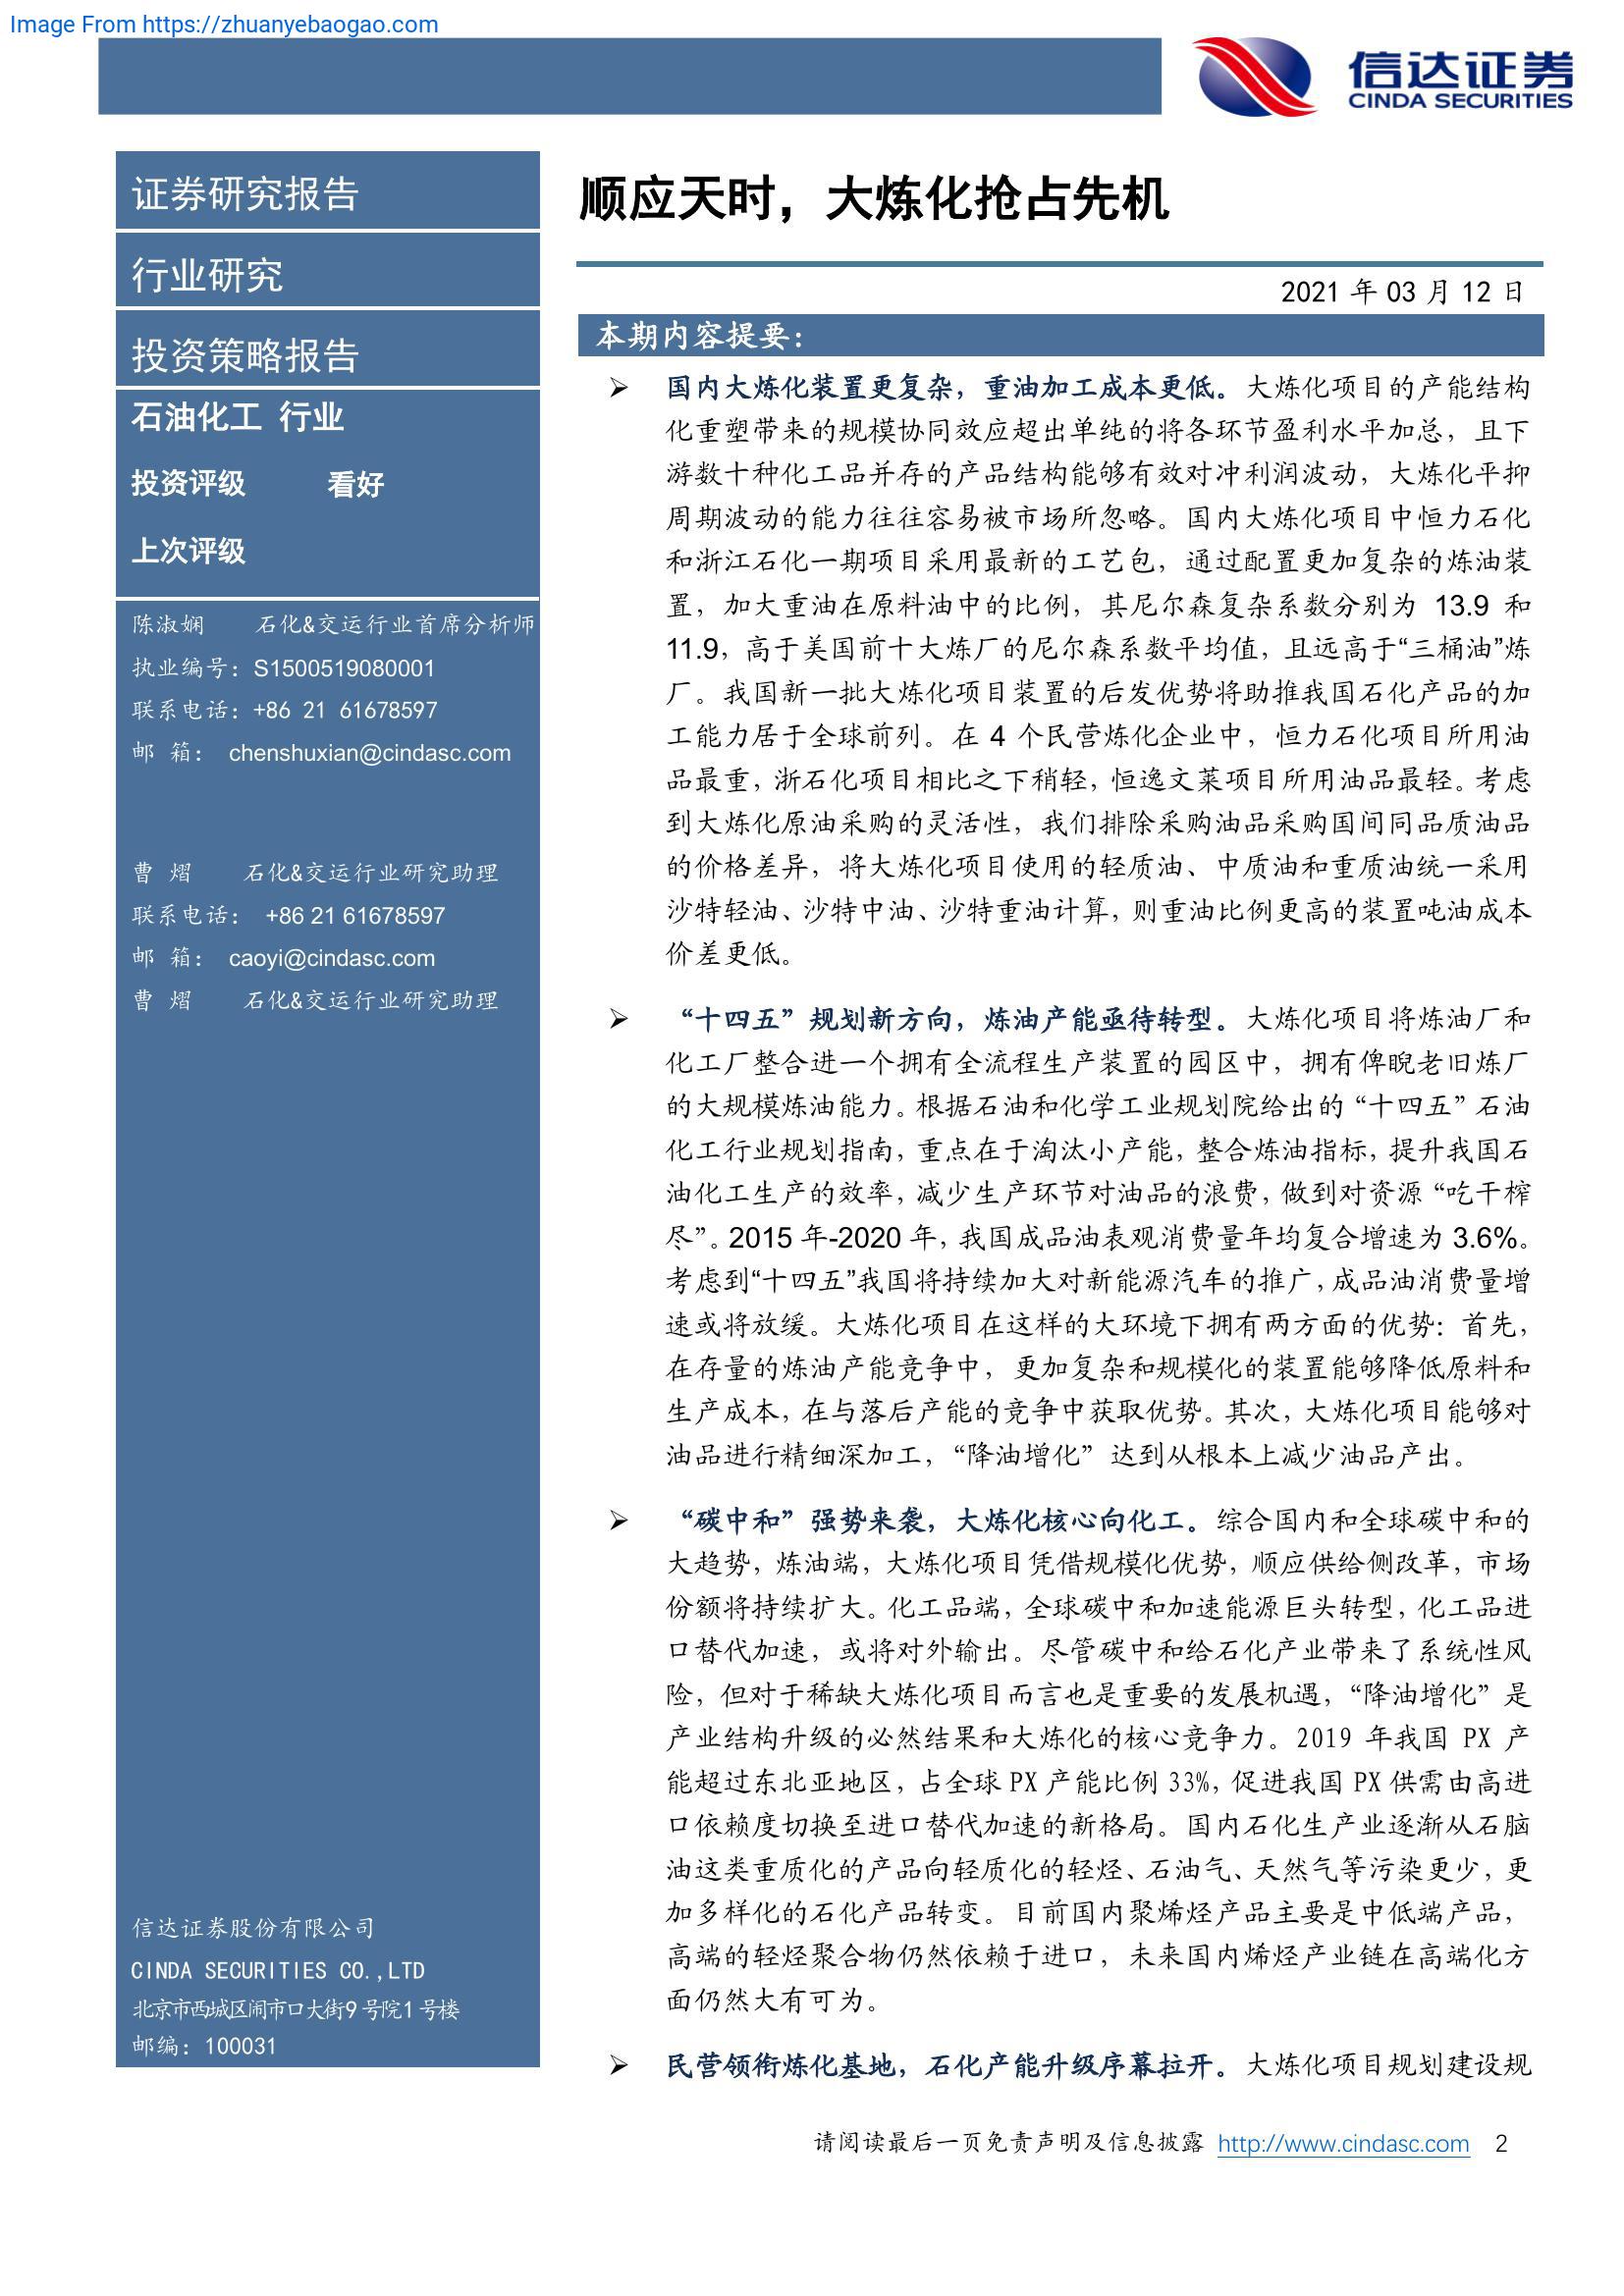 Image From https://zhuanyebaogao.com
信达证券
CINDA SECURITIES
证券研究报告
行业研究
投资策略报告
石油化工 行业
投资评级 看好
上次评级
陈淑娴 石化&交运行业首席分析师
执业编号：S1500519080001
联系电话：+86 21 61678597
邮 箱： chenshuxian@cindasc.com
曹 熠 石化&交运行业研究助理
联系电话： +86 21 61678597
邮 箱： caoyi@cindasc.com
曹 熠 石化&交运行业研究助理
信达证券股份有限公司
CINDA SECURITIES CO.,LTD
北京市西城区闹市口大街9号院1号楼
邮编：100031
顺应天时，大炼化抢占先机
2021 年 03 月 12 日
本期内容提要：
➢ 国内大炼化装置更复杂，重油加工成本更低。大炼化项目的产能结构
化重塑带来的规模协同效应超出单纯的将各环节盈利水平加总，且下
游数十种化工品并存的产品结构能够有效对冲利润波动，大炼化平抑
周期波动的能力往往容易被市场所忽略。国内大炼化项目中恒力石化
和浙江石化一期项目采用最新的工艺包，通过配置更加复杂的炼油装
置，加大重油在原料油中的比例，其尼尔森复杂系数分别为 13.9 和
11.9，高于美国前十大炼厂的尼尔森系数平均值，且远高于“三桶油”炼
厂。我国新一批大炼化项目装置的后发优势将助推我国石化产品的加
工能力居于全球前列。在 4 个民营炼化企业中，恒力石化项目所用油
品最重，浙石化项目相比之下稍轻，恒逸文莱项目所用油品最轻。考虑
到大炼化原油采购的灵活性，我们排除采购油品采购国间同品质油品
的价格差异，将大炼化项目使用的轻质油、中质油和重质油统一采用
沙特轻油、沙特中油、沙特重油计算，则重油比例更高的装置吨油成本
价差更低。
➢ “十四五”规划新方向，炼油产能亟待转型。大炼化项目将炼油厂和
化工厂整合进一个拥有全流程生产装置的园区中，拥有俾睨老旧炼厂
的大规模炼油能力。根据石油和化学工业规划院给出的“十四五”石油
化工行业规划指南，重点在于淘汰小产能，整合炼油指标，提升我国石
油化工生产的效率，减少生产环节对油品的浪费，做到对资源“吃干榨
尽”。2015 年-2020 年，我国成品油表观消费量年均复合增速为 3.6%。
考虑到“十四五”我国将持续加大对新能源汽车的推广，成品油消费量增
速或将放缓。大炼化项目在这样的大环境下拥有两方面的优势：首先，
在存量的炼油产能竞争中，更加复杂和规模化的装置能够降低原料和
生产成本，在与落后产能的竞争中获取优势。其次，大炼化项目能够对
油品进行精细深加工，“降油增化”达到从根本上减少油品产出。
➢ “碳中和”强势来袭，大炼化核心向化工。综合国内和全球碳中和的
大趋势，炼油端，大炼化项目凭借规模化优势，顺应供给侧改革，市场
份额将持续扩大。化工品端，全球碳中和加速能源巨头转型，化工品进
口替代加速，或将对外输出。尽管碳中和给石化产业带来了系统性风
险，但对于稀缺大炼化项目而言也是重要的发展机遇，“降油增化”是
产业结构升级的必然结果和大炼化的核心竞争力。2019 年我国 PX 产
能超过东北亚地区，占全球 PX 产能比例 33%，促进我国 PX 供需由高进
口依赖度切换至进口替代加速的新格局。国内石化生产业逐渐从石脑
油这类重质化的产品向轻质化的轻烃、石油气、天然气等污染更少，更
加多样化的石化产品转变。目前国内聚烯烃产品主要是中低端产品，
高端的轻烃聚合物仍然依赖于进口，未来国内烯烃产业链在高端化方
面仍然大有可为。
➢ 民营领衔炼化基地，石化产能升级序幕拉开。大炼化项目规划建设规
请阅读最后一页免责声明及信息披露 http://www.cindasc.com 2